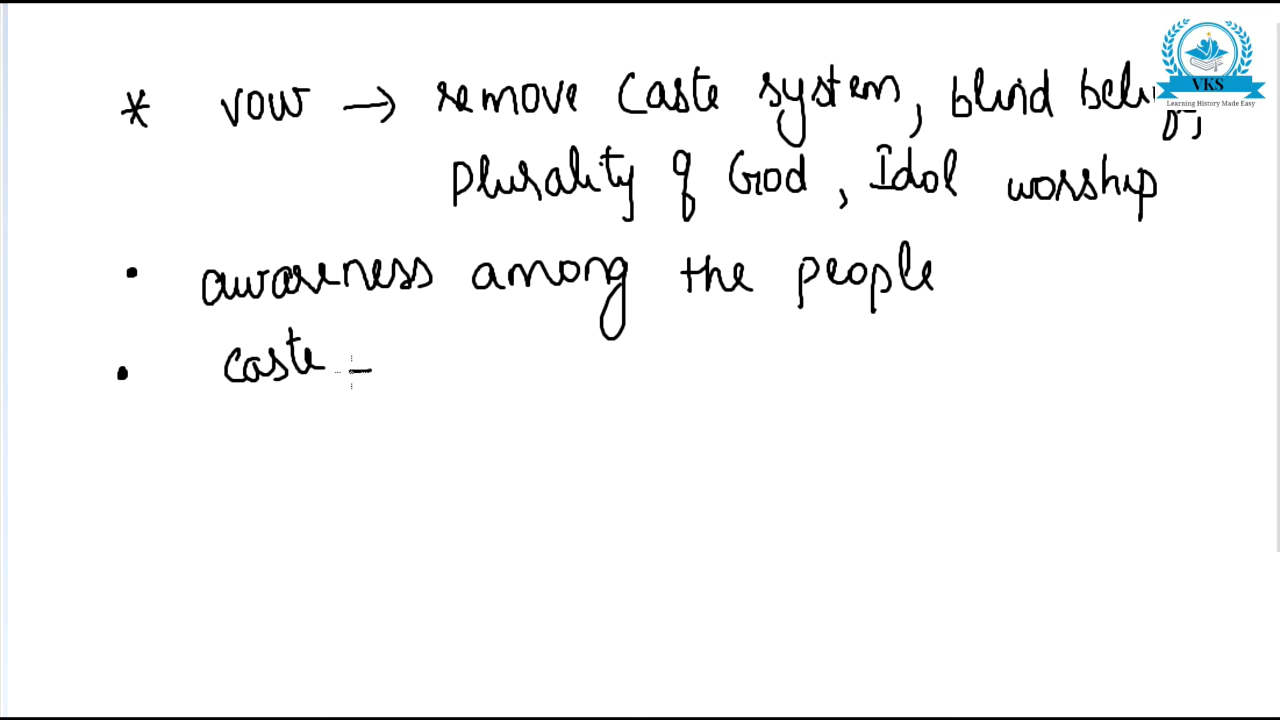 * vow → remove Caste system, blind beliefs,
plurality of God, Idol worship
• awareness among the people
• caste -
VKS
Learning History Made Easy